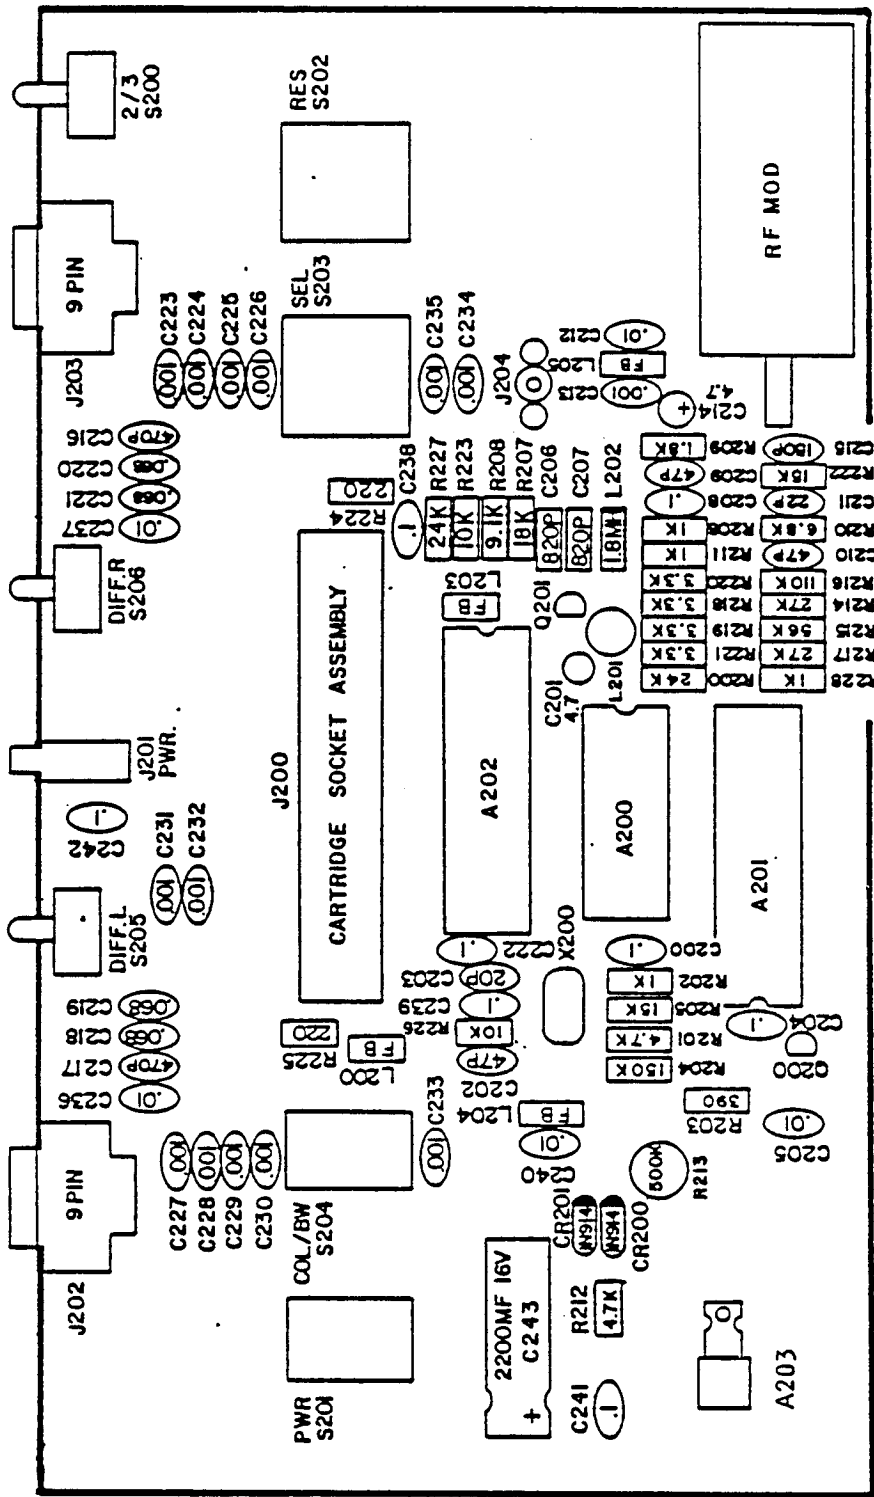 2/3
S200
RES
S202
RF MOD
9 PIN
J203
.001 C223
.001 C224
.001 C225
.001 C226
SEL
S203
.001 C235
.001 C234
J204
C212 .01
L205 FB
C213 .001
C214 4.7
+
C216 470P
C220 .068
C221 .068
C237 .01
220
R224
.1 C238
24K R227
10K R223
9.1K R208
18K R207
820P C206
820P C207
1.8MH L202
1.8K R209
47P C209
.1 C208
1K R208
1K R211
3.3K R220
3.3K R218
3.3K R219
3.3K R221
24K R200
150P C215
15K R222
22P C211
6.8K R210
47P C210
110K R216
27K R214
56K R215
27K R217
1K R228
DIFF.R
S206
J201
PWR.
C242 .1
.001 C231
.001 C232
DIFF.L
S205
J200
CARTRIDGE SOCKET ASSEMBLY
L203 FB
Q201
C201
4.7
L201
A202
A200
A201
C219 .068
C218 .068
C217 470P
C236 .01
220
R225
FB
L200
.1 C222
C203 20P
C239 .1
R226 10K
47P C202
X200
.1 C200
1K R202
15K R205
4.7K R201
150K R204
.1 C204
Q200
390
R203
.01
C205
L204 FB
.01
C240
9 PIN
J202
.001 C227
.001 C228
.001 C229
.001 C230
COL/BW
S204
.001 C233
CR201
IN914
IN914
CR200
500K
R213
PWR
S201
2200MF 16V
C243
+
R212
4.7K
C241
.1
A203